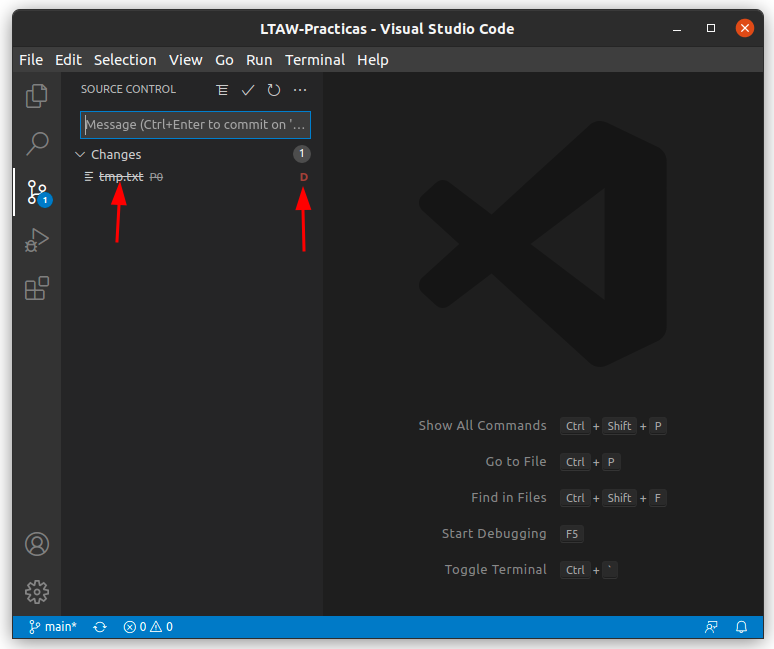 LTAW-Practicas - Visual Studio Code
File Edit Selection View Go Run Terminal Help
SOURCE CONTROL
Message (Ctrl+Enter to commit on '...
Changes 1
tmp.txt P0 D
1
Show All Commands Ctrl + Shift + P
Go to File Ctrl + P
Find in Files Ctrl + Shift + F
Start Debugging F5
Toggle Terminal Ctrl + `
main* 0 0